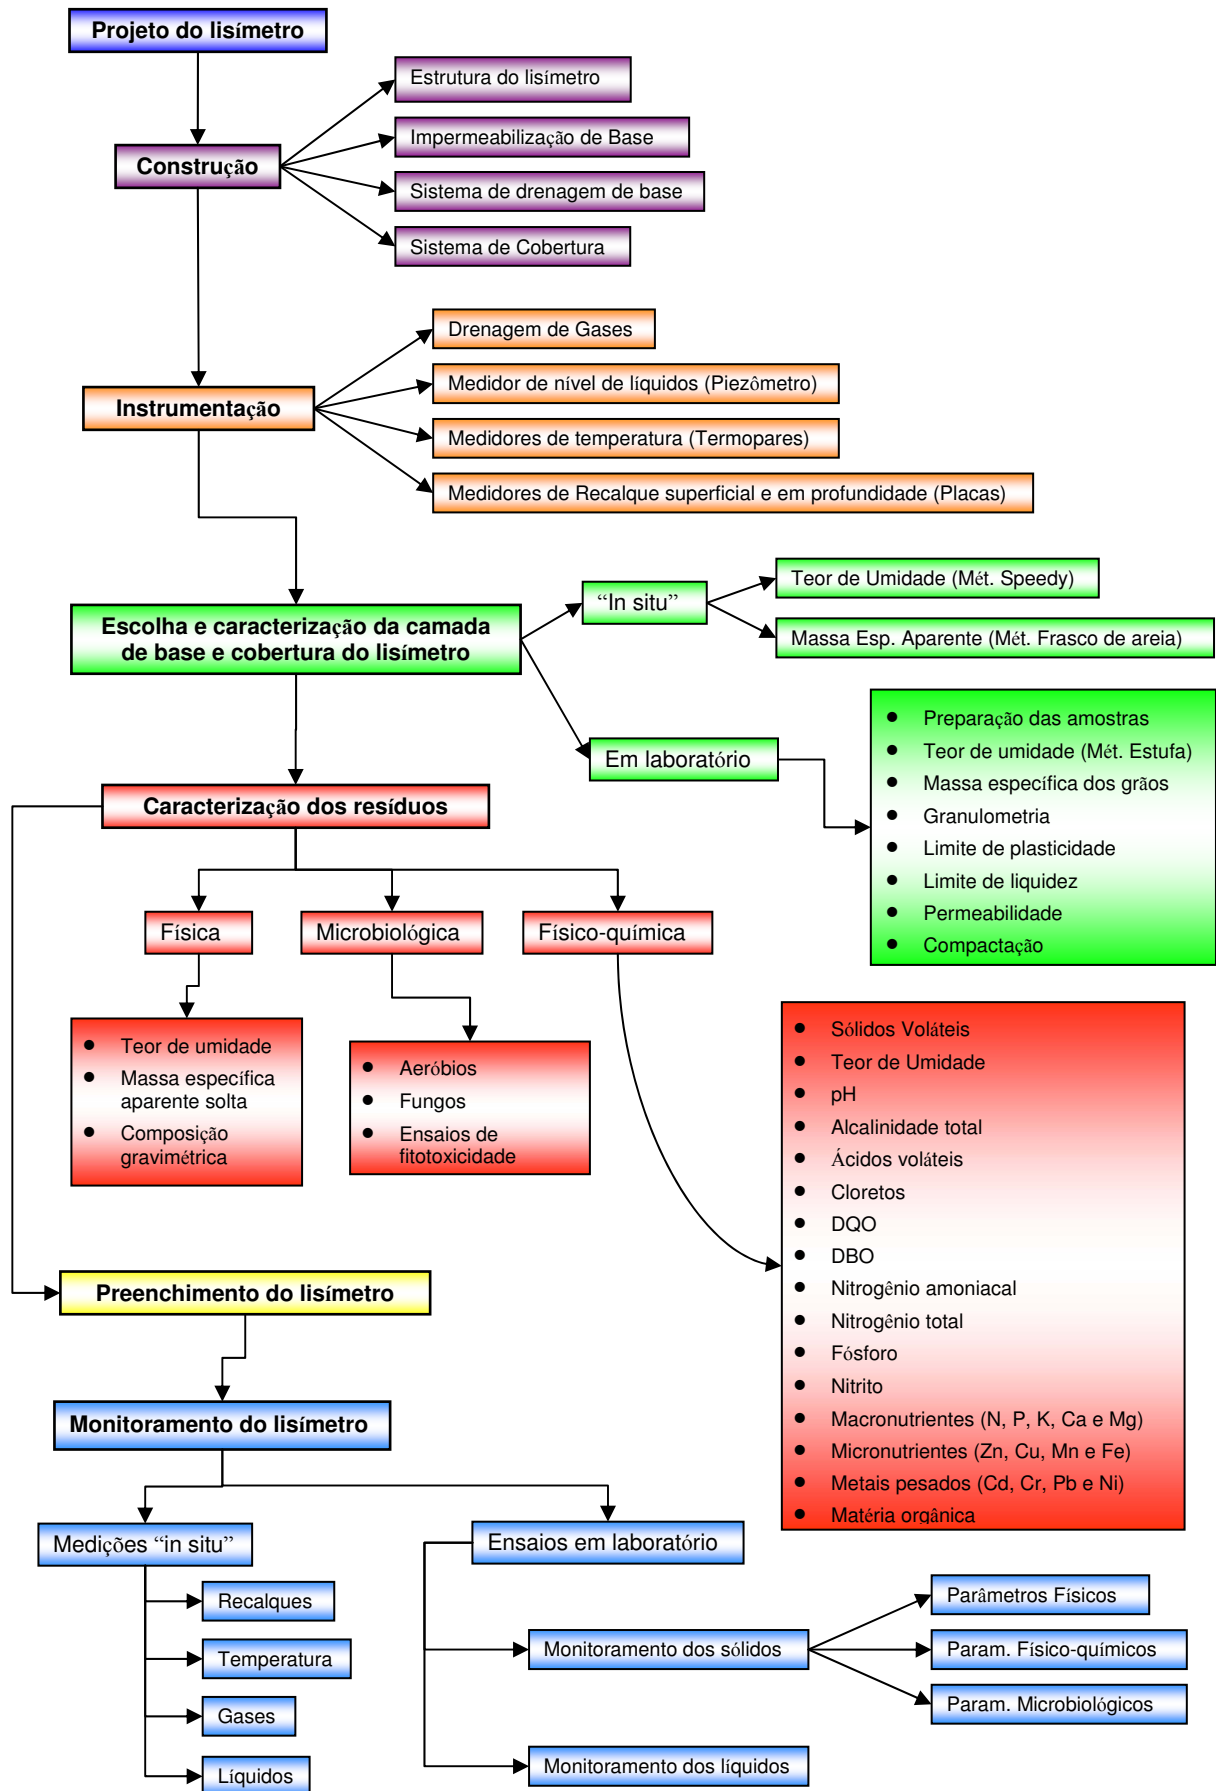 Projeto do lisímetro
Estrutura do lisímetro
Impermeabilização de Base
Construção
Sistema de drenagem de base
Sistema de Cobertura
Drenagem de Gases
Medidor de nível de líquidos (Piezômetro)
Instrumentação
Medidores de temperatura (Termopares)
Medidores de Recalque superficial e em profundidade (Placas)
Escolha e caracterização da camada
de base e cobertura do lisímetro
“In situ”
Teor de Umidade (Mét. Speedy)
Massa Esp. Aparente (Mét. Frasco de areia)
Em laboratório
• Preparação das amostras
• Teor de umidade (Mét. Estufa)
• Massa específica dos grãos
• Granulometria
• Limite de plasticidade
• Limite de liquidez
• Permeabilidade
• Compactação
Caracterização dos resíduos
Física
Microbiológica
Físico-química
• Teor de umidade
• Massa específica
aparente solta
• Composição
gravimétrica
• Aeróbios
• Fungos
• Ensaios de
fitotoxicidade
• Sólidos Voláteis
• Teor de Umidade
• pH
• Alcalinidade total
• Ácidos voláteis
• Cloretos
• DQO
• DBO
• Nitrogênio amoniacal
• Nitrogênio total
• Fósforo
• Nitrito
• Macronutrientes (N, P, K, Ca e Mg)
• Micronutrientes (Zn, Cu, Mn e Fe)
• Metais pesados (Cd, Cr, Pb e Ni)
• Matéria orgânica
Preenchimento do lisímetro
Monitoramento do lisímetro
Medições “in situ”
Recalques
Temperatura
Gases
Líquidos
Ensaios em laboratório
Monitoramento dos sólidos
Parâmetros Físicos
Param. Físico-químicos
Param. Microbiológicos
Monitoramento dos líquidos